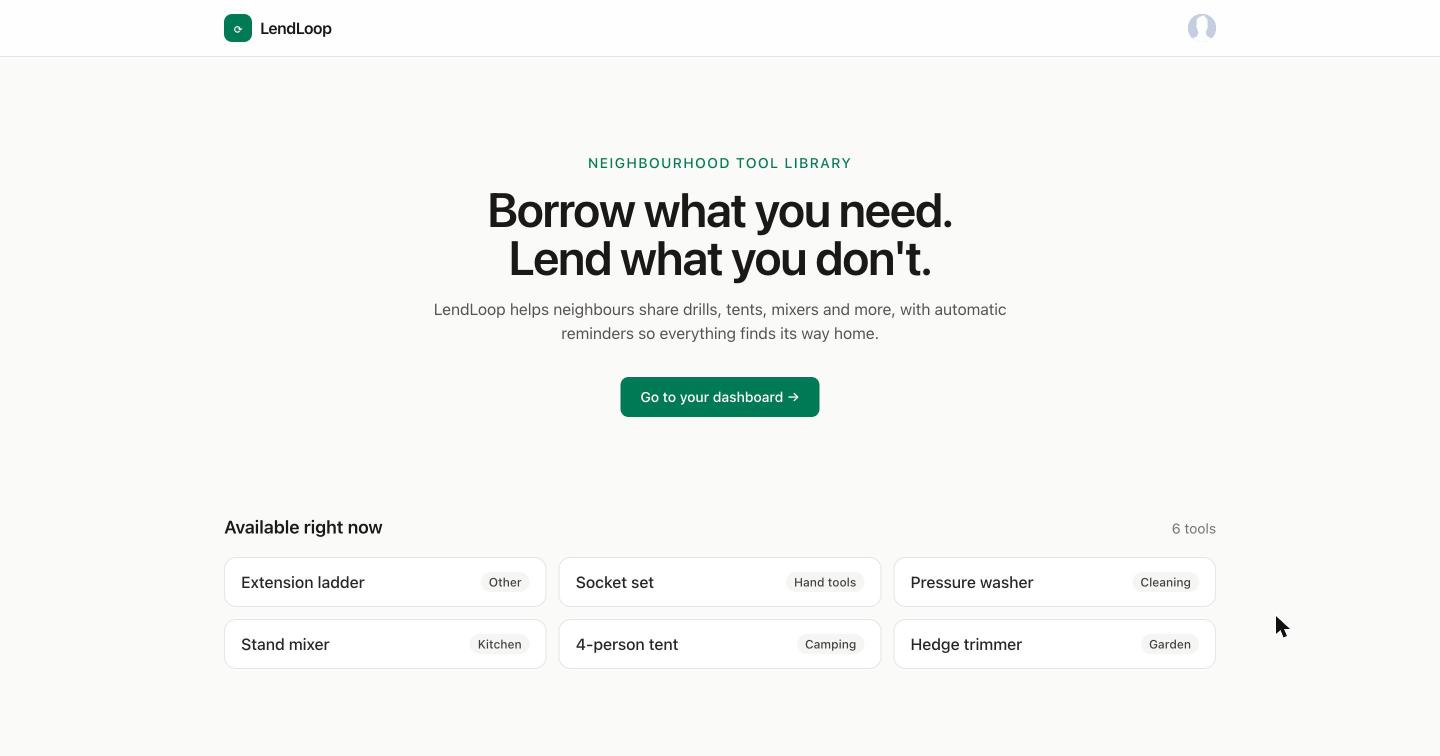 LendLoop
NEIGHBOURHOOD TOOL LIBRARY
Borrow what you need.
Lend what you don't.
LendLoop helps neighbours share drills, tents, mixers and more, with automatic
reminders so everything finds its way home.
Go to your dashboard →
Available right now
6 tools
Extension ladder
Other
Socket set
Hand tools
Pressure washer
Cleaning
Stand mixer
Kitchen
4-person tent
Camping
Hedge trimmer
Garden